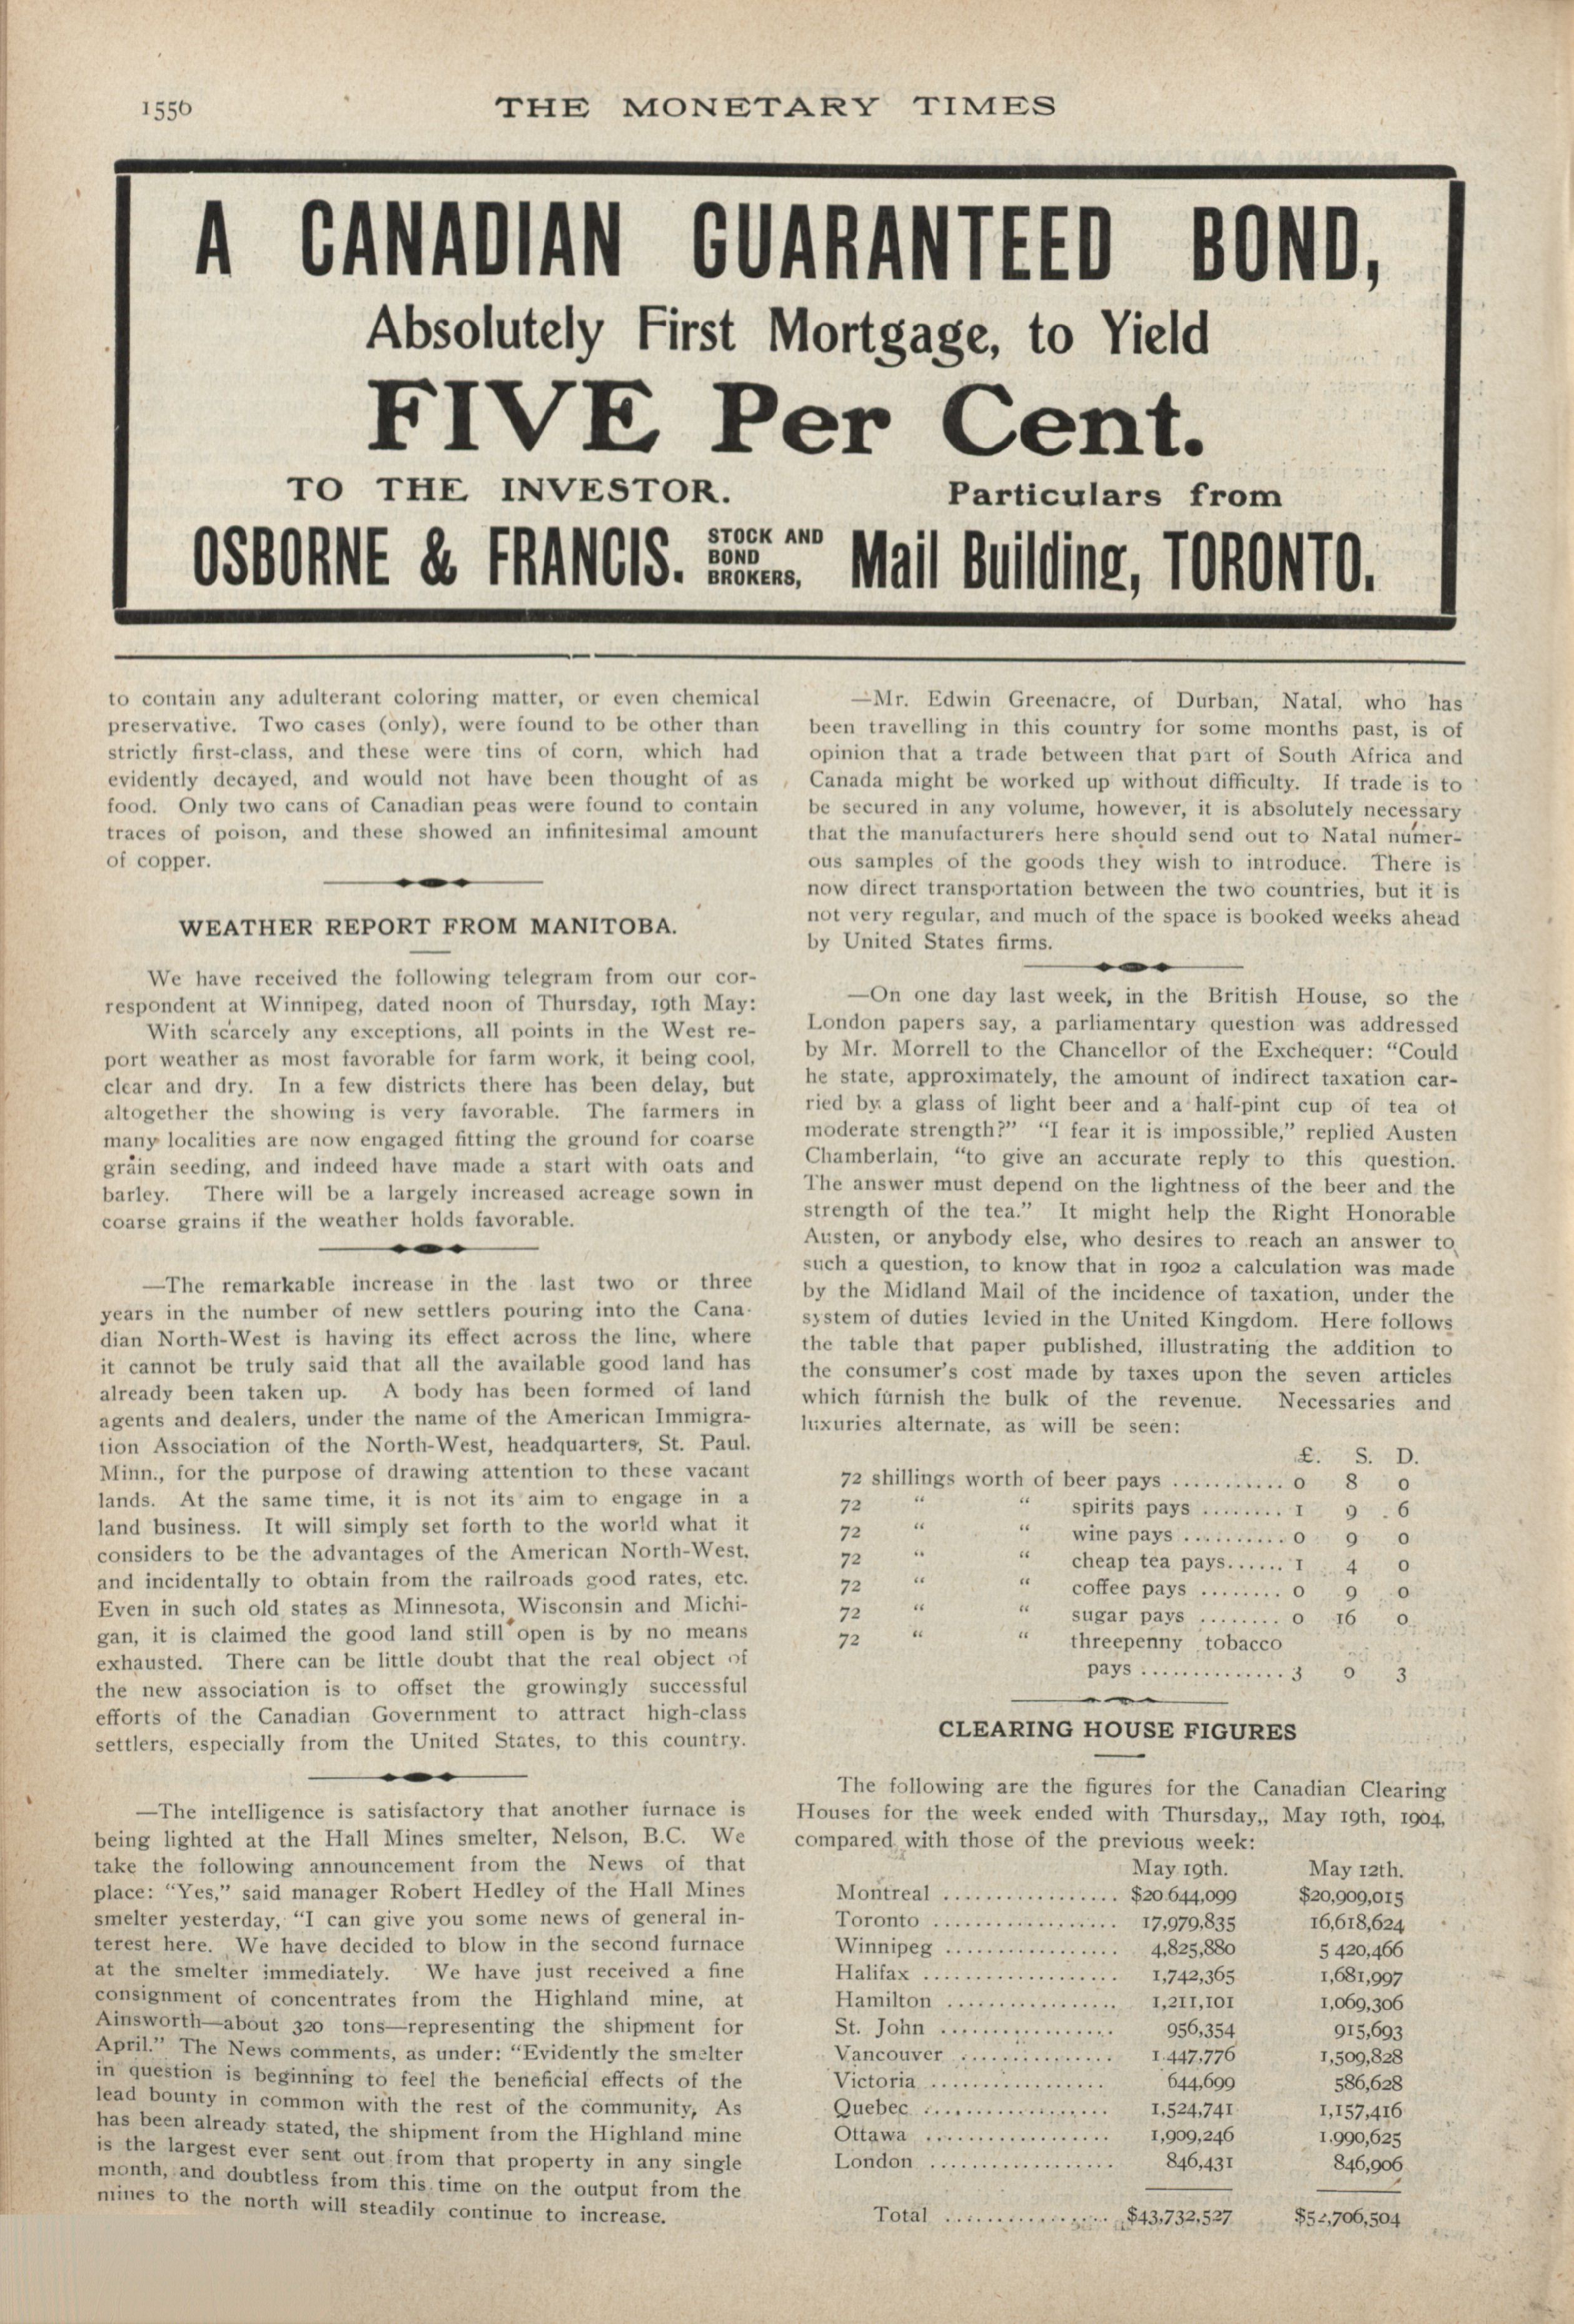 1556
THE MONETARY TIMES
A CANADIAN GUARANTEED BOND,
Absolutely First Mortgage, to Yield
FIVE Per Cent.
TO THE INVESTOR. Particulars from
OSBORNE & FRANCIS. STOCK AND BOND BROKERS, Mail Building, TORONTO.
to contain any adulterant coloring matter, or even chemical
preservative. Two cases (only), were found to be other than
strictly first-class, and these were tins of corn, which had
evidently decayed, and would not have been thought of as
food. Only two cans of Canadian peas were found to contain
traces of poison, and these showed an infinitesimal amount
of copper.
WEATHER REPORT FROM MANITOBA.
We have received the following telegram from our cor-
respondent at Winnipeg, dated noon of Thursday, 19th May:
With scarcely any exceptions, all points in the West re-
port weather as most favorable for farm work, it being cool,
clear and dry. In a few districts there has been delay, but
altogether the showing is very favorable. The farmers in
many localities are now engaged fitting the ground for coarse
grain seeding, and indeed have made a start with oats and
barley. There will be a largely increased acreage sown in
coarse grains if the weather holds favorable.
—The remarkable increase in the last two or three
years in the number of new settlers pouring into the Cana-
dian North-West is having its effect across the line, where
it cannot be truly said that all the available good land has
already been taken up. A body has been formed of land
agents and dealers, under the name of the American Immigra-
tion Association of the North-West, headquarters, St. Paul.
Minn., for the purpose of drawing attention to these vacant
lands. At the same time, it is not its aim to engage in a
land business. It will simply set forth to the world what it
considers to be the advantages of the American North-West,
and incidentally to obtain from the railroads good rates, etc.
Even in such old states as Minnesota, Wisconsin and Michi-
gan, it is claimed the good land still open is by no means
exhausted. There can be little doubt that the real object of
the new association is to offset the growingly successful
efforts of the Canadian Government to attract high-class
settlers, especially from the United States, to this country.
—The intelligence is satisfactory that another furnace is
being lighted at the Hall Mines smelter, Nelson, B.C. We
take the following announcement from the News of that
place: "Yes," said manager Robert Hedley of the Hall Mines
smelter yesterday, "I can give you some news of general in-
terest here. We have decided to blow in the second furnace
at the smelter immediately. We have just received a fine
consignment of concentrates from the Highland mine, at
Ainsworth—about 320 tons—representing the shipment for
April." The News comments, as under: "Evidently the smelter
in question is beginning to feel the beneficial effects of the
lead bounty in common with the rest of the community, As
has been already stated, the shipment from the Highland mine
is the largest ever sent out from that property in any single
month, and doubtless from this time on the output from the
mines to the north will steadily continue to increase.
—Mr. Edwin Greenacre, of Durban, Natal, who has
been travelling in this country for some months past, is of
opinion that a trade between that part of South Africa and
Canada might be worked up without difficulty. If trade is to
be secured in any volume, however, it is absolutely necessary
that the manufacturers here should send out to Natal numer-
ous samples of the goods they wish to introduce. There is
now direct transportation between the two countries, but it is
not very regular, and much of the space is booked weeks ahead
by United States firms.
—On one day last week, in the British House, so the
London papers say, a parliamentary question was addressed
by Mr. Morrell to the Chancellor of the Exchequer: "Could
he state, approximately, the amount of indirect taxation car-
ried by a glass of light beer and a half-pint cup of tea of
moderate strength?" "I fear it is impossible," replied Austen
Chamberlain, "to give an accurate reply to this question.
The answer must depend on the lightness of the beer and the
strength of the tea." It might help the Right Honorable
Austen, or anybody else, who desires to reach an answer to
such a question, to know that in 1902 a calculation was made
by the Midland Mail of the incidence of taxation, under the
system of duties levied in the United Kingdom. Here follows
the table that paper published, illustrating the addition to
the consumer's cost made by taxes upon the seven articles
which furnish the bulk of the revenue. Necessaries and
luxuries alternate, as will be seen:
£. S. D.
72 shillings worth of beer pays ........... 0 8 0
72 " " spirits pays ........ 1 9 6
72 " " wine pays .......... 0 9 0
72 " " cheap tea pays...... 1 4 0
72 " " coffee pays ........ 0 9 0
72 " " sugar pays ........ 0 16 0
72 " " threepenny tobacco
pays .............. 3 0 3
CLEARING HOUSE FIGURES
The following are the figures for the Canadian Clearing
Houses for the week ended with Thursday,, May 19th, 1904,
compared with those of the previous week:
May 19th. May 12th.
Montreal ................. $20.644,099 $20,909,015
Toronto .................. 17,979,835 16,618,624
Winnipeg ................. 4,825,880 5 420,466
Halifax ................... 1,742,365 1,681,997
Hamilton ................. 1,211,101 1,069,306
St. John ................. 956,354 915,693
Vancouver ............... 1.447,776 1,509,828
Victoria ................. 644,699 586,628
Quebec .................. 1,524,741 1,157,416
Ottawa .................. 1,909,246 1,990,625
London .................. 846,431 846,906
Total ................ $43,732,527 $52,706,504